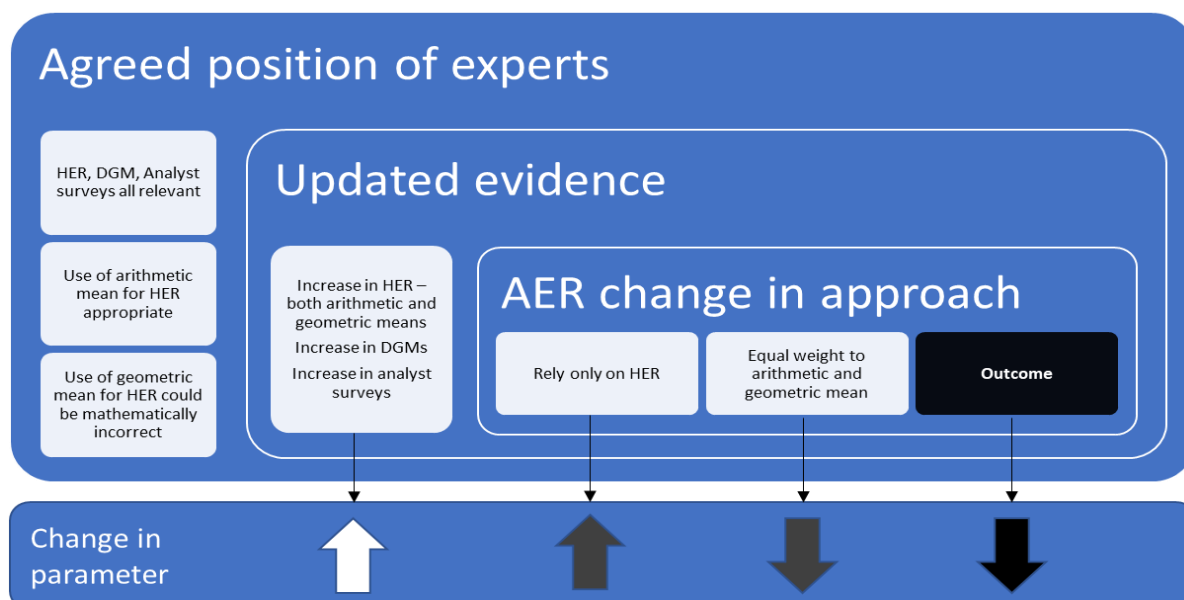 Agreed position of experts
HER, DGM, Analyst
surveys all relevant
Use of arithmetic
mean for HER
appropriate
Use of geometric
mean for HER could
be mathematically
incorrect
Updated evidence
Increase in HER –
both arithmetic and
geometric means
Increase in DGMs
Increase in analyst
surveys
AER change in approach
Rely only on HER
Equal weight to
arithmetic and
geometric mean
Outcome
Change in
parameter